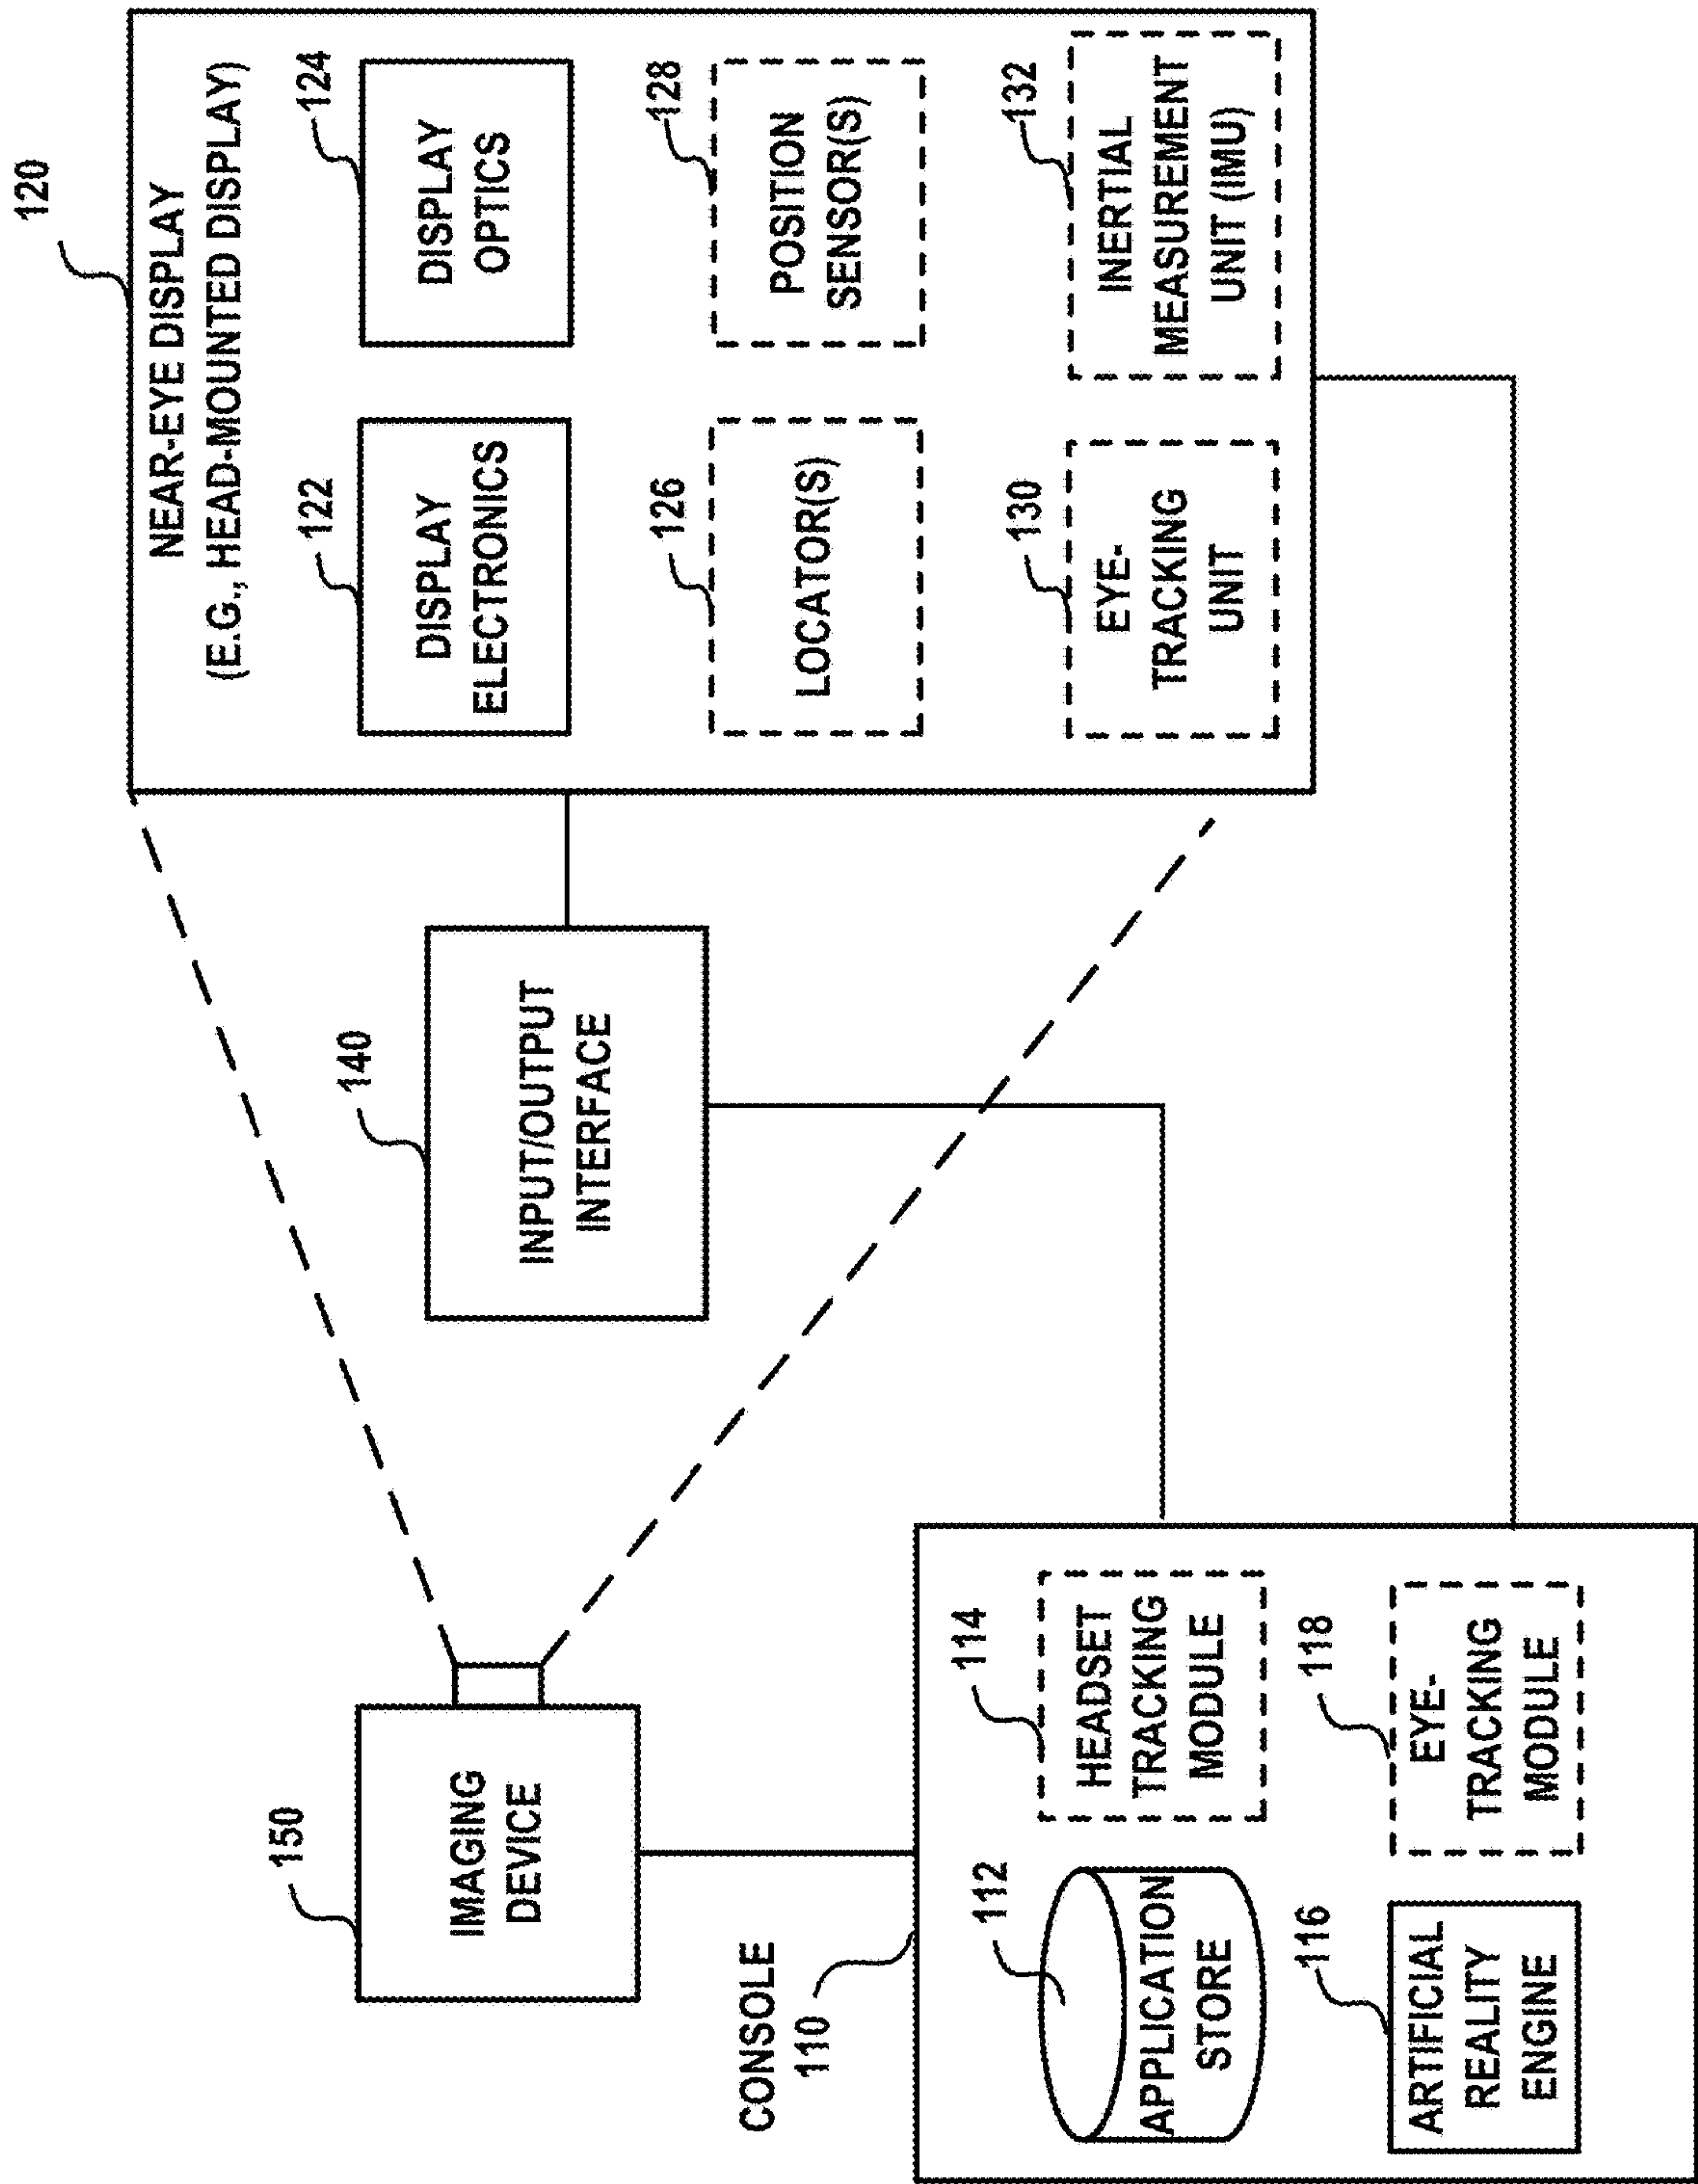 120
NEAR-EYE DISPLAY
(E.G., HEAD-MOUNTED DISPLAY)
122
DISPLAY
ELECTRONICS
124
DISPLAY
OPTICS
126
LOCATOR(S)
128
POSITION
SENSOR(S)
130
EYE-
TRACKING
UNIT
132
INERTIAL
MEASUREMENT
UNIT (IMU)
140
INPUT/OUTPUT
INTERFACE
150
IMAGING
DEVICE
CONSOLE
110
112
APPLICATION
STORE
114
HEADSET
TRACKING
MODULE
116
ARTIFICIAL
REALITY
ENGINE
118
EYE-
TRACKING
MODULE